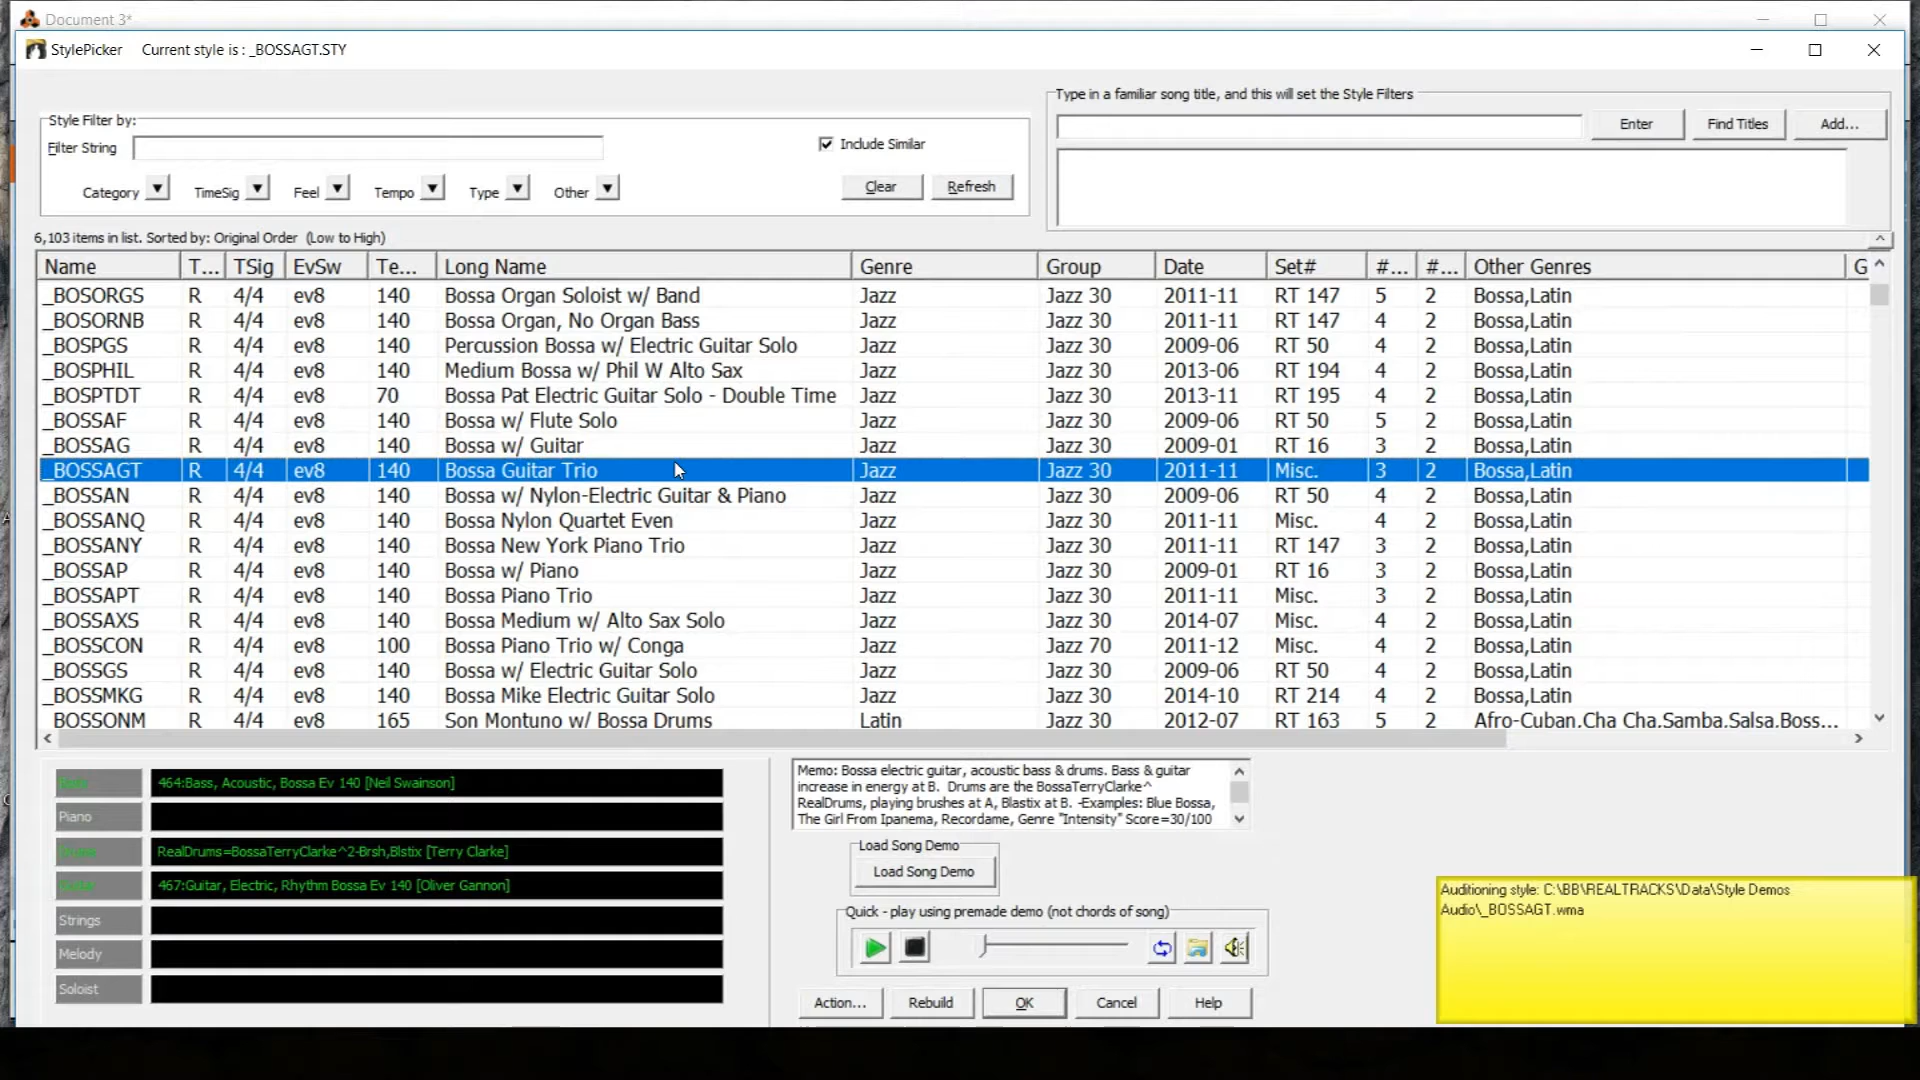 Document 3*
StylePicker Current style is : _BOSSAGT.STY
Style Filter by:
Filter String
Include Similar
Category TimeSig Feel Tempo Type Other
Clear Refresh
Type in a familiar song title, and this will set the Style Filters
Enter Find Titles Add...
6,103 items in list. Sorted by: Original Order (Low to High)
Name T... TSig EvSw Te... Long Name Genre Group Date Set# #... #... Other Genres G
_BOSORGS R 4/4 ev8 140 Bossa Organ Soloist w/ Band Jazz Jazz 30 2011-11 RT 147 5 2 Bossa,Latin
_BOSORNB R 4/4 ev8 140 Bossa Organ, No Organ Bass Jazz Jazz 30 2011-11 RT 147 4 2 Bossa,Latin
_BOSPGS R 4/4 ev8 140 Percussion Bossa w/ Electric Guitar Solo Jazz Jazz 30 2009-06 RT 50 4 2 Bossa,Latin
_BOSPHIL R 4/4 ev8 140 Medium Bossa w/ Phil W Alto Sax Jazz Jazz 30 2013-06 RT 194 4 2 Bossa,Latin
_BOSPTDT R 4/4 ev8 70 Bossa Pat Electric Guitar Solo - Double Time Jazz Jazz 30 2013-11 RT 195 4 2 Bossa,Latin
_BOSSAF R 4/4 ev8 140 Bossa w/ Flute Solo Jazz Jazz 30 2009-06 RT 50 5 2 Bossa,Latin
_BOSSAG R 4/4 ev8 140 Bossa w/ Guitar Jazz Jazz 30 2009-01 RT 16 3 2 Bossa,Latin
_BOSSAGT R 4/4 ev8 140 Bossa Guitar Trio Jazz Jazz 30 2011-11 Misc. 3 2 Bossa,Latin
_BOSSAN R 4/4 ev8 140 Bossa w/ Nylon-Electric Guitar & Piano Jazz Jazz 30 2009-06 RT 50 4 2 Bossa,Latin
_BOSSANQ R 4/4 ev8 140 Bossa Nylon Quartet Even Jazz Jazz 30 2011-11 Misc. 4 2 Bossa,Latin
_BOSSANY R 4/4 ev8 140 Bossa New York Piano Trio Jazz Jazz 30 2011-11 RT 147 3 2 Bossa,Latin
_BOSSAP R 4/4 ev8 140 Bossa w/ Piano Jazz Jazz 30 2009-01 RT 16 3 2 Bossa,Latin
_BOSSAPT R 4/4 ev8 140 Bossa Piano Trio Jazz Jazz 30 2011-11 Misc. 3 2 Bossa,Latin
_BOSSAXS R 4/4 ev8 140 Bossa Medium w/ Alto Sax Solo Jazz Jazz 30 2014-07 Misc. 4 2 Bossa,Latin
_BOSSCON R 4/4 ev8 100 Bossa Piano Trio w/ Conga Jazz Jazz 70 2011-12 Misc. 4 2 Bossa,Latin
_BOSSGS R 4/4 ev8 140 Bossa w/ Electric Guitar Solo Jazz Jazz 30 2009-06 RT 50 4 2 Bossa,Latin
_BOSSMKG R 4/4 ev8 140 Bossa Mike Electric Guitar Solo Jazz Jazz 30 2014-10 RT 214 4 2 Bossa,Latin
BOSSONM R 4/4 ev8 165 Son Montuno w/ Bossa Drums Latin Jazz 30 2012-07 RT 163 5 2 Afro-Cuban.Cha Cha.Samba.Salsa.Boss...
464:Bass, Acoustic, Bossa Ev 140 [Neil Swainson]
Piano
Drums RealDrums=BossaTerryClarke^2-Brsh,Blstix [Terry Clarke]
Guitar 467:Guitar, Electric, Rhythm Bossa Ev 140 [Oliver Gannon]
Strings
Melody
Soloist
Memo: Bossa electric guitar, acoustic bass & drums. Bass & guitar
increase in energy at B. Drums are the BossaTerryClarke^
RealDrums, playing brushes at A, Blastix at B. -Examples: Blue Bossa,
The Girl From Ipanema, Recordame, Genre "Intensity" Score=30/100
Load Song Demo
Load Song Demo
Quick - play using premade demo (not chords of song)
Action... Rebuild OK Cancel Help
Auditioning style: C:\BB\REALTRACKS\Data\Style Demos
Audio\_BOSSAGT.wma